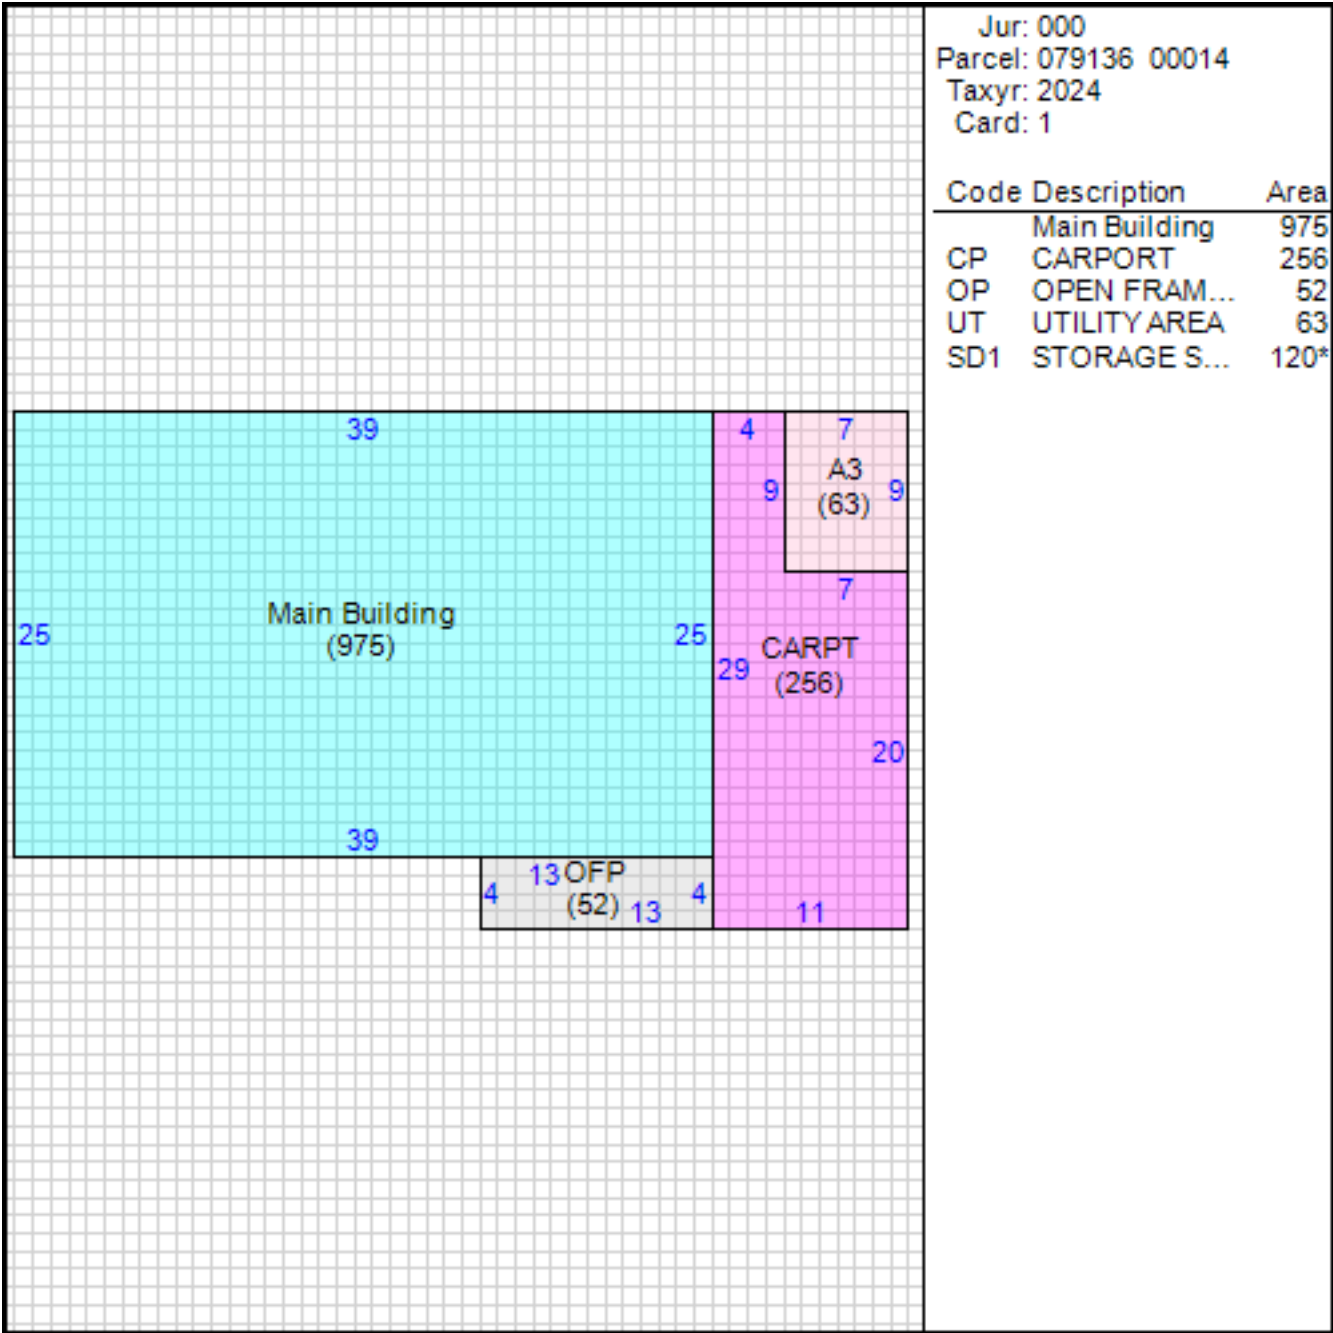 Jur: 000
Parcel: 079136 00014
Taxyr: 2024
Card: 1
Code Description Area
Main Building 975
CP CARPORT 256
OP OPEN FRAM... 52
UT UTILITY AREA 63
SD1 STORAGE S... 120*
39 4 7
A3
9 (63) 9
7
Main Building
(975)
25 25
CARPT
(256)
29
20
39
13 OFP
4 (52) 4
13 11